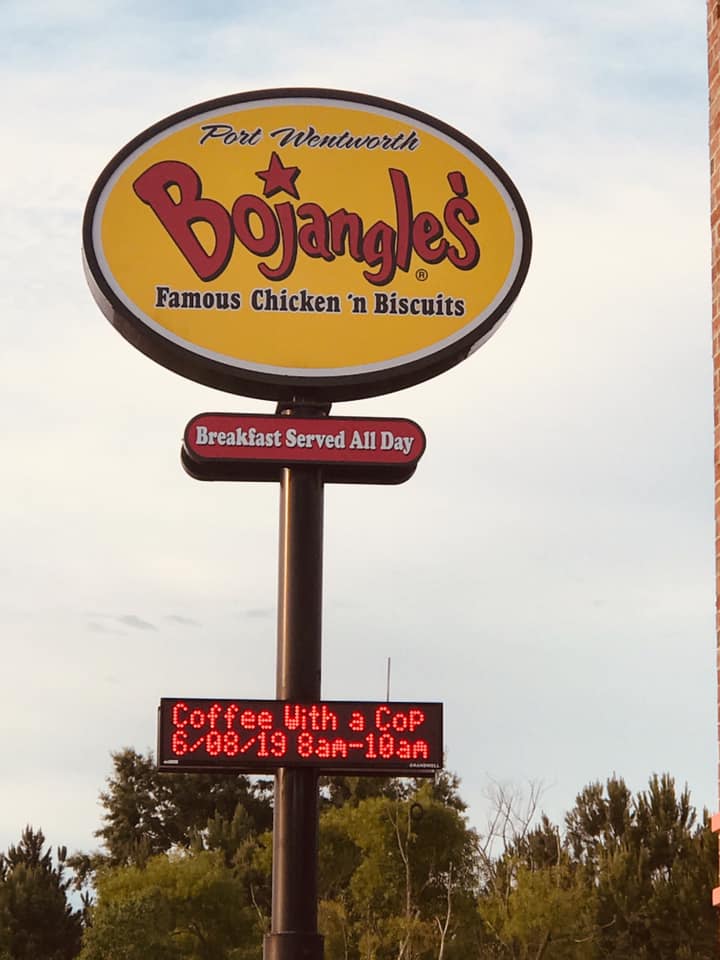 Port Wentworth
Bojangles'
®
Famous Chicken 'n Biscuits
Breakfast Served All Day
Coffee With a CoP
6/08/19 8am-10am